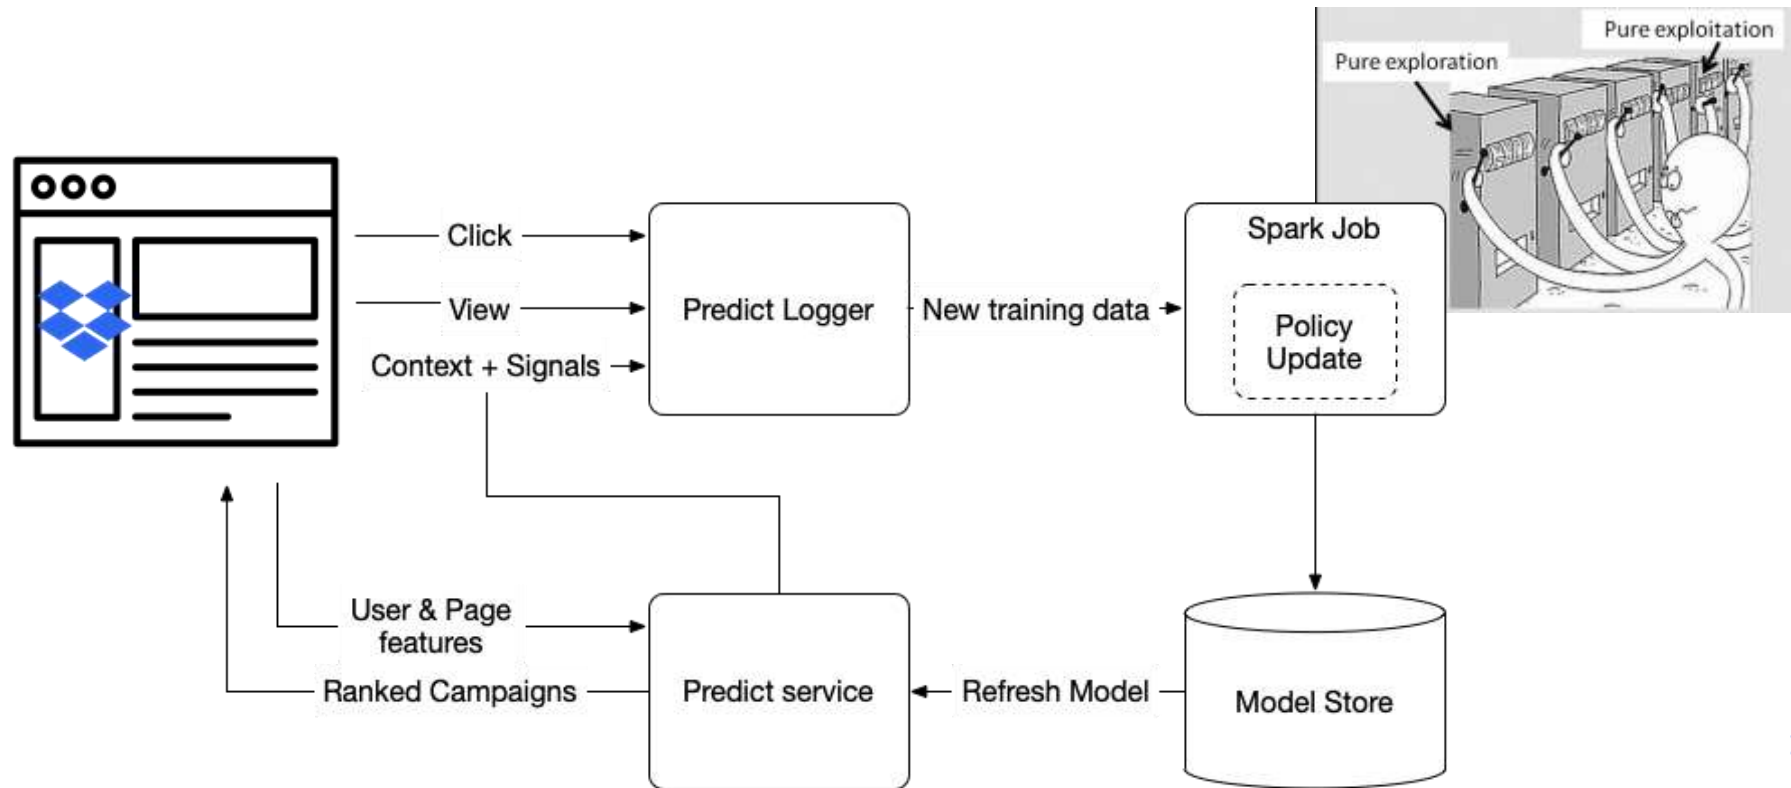 Pure exploitation
Pure exploration
Click
View
Context + Signals
Predict Logger
New training data
Spark Job
Policy
Update
User & Page
features
Ranked Campaigns
Predict service
Refresh Model
Model Store